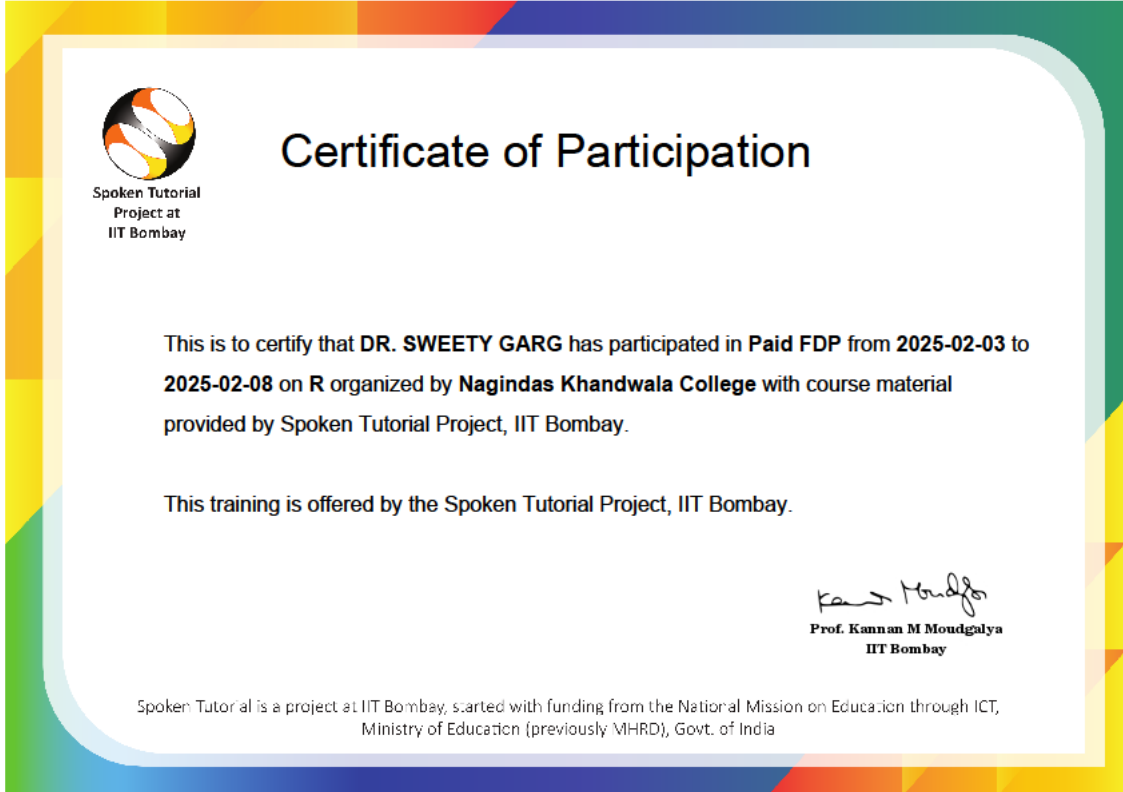 Spoken Tutorial
Project at
IIT Bombay
Certificate of Participation
This is to certify that DR. SWEETY GARG has participated in Paid FDP from 2025-02-03 to
2025-02-08 on R organized by Nagindas Khandwala College with course material
provided by Spoken Tutorial Project, IIT Bombay.
This training is offered by the Spoken Tutorial Project, IIT Bombay.
Prof. Kannan M Moudgalya
IIT Bombay
Spoken Tutorial is a project at IIT Bombay, started with funding from the National Mission on Education through ICT,
Ministry of Education (previously MHRD), Govt. of India